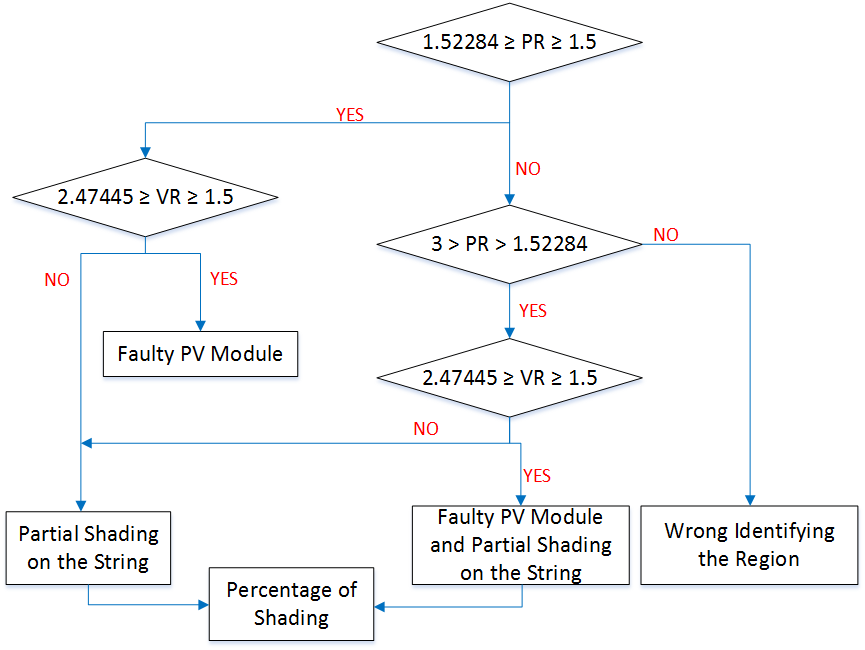 1.52284 ≥ PR ≥ 1.5
YES
NO
2.47445 ≥ VR ≥ 1.5
3 > PR > 1.52284
NO
NO
YES
YES
Faulty PV Module
2.47445 ≥ VR ≥ 1.5
NO
YES
Partial Shading
on the String
Faulty PV Module
and Partial Shading
on the String
Wrong Identifying
the Region
Percentage of
Shading